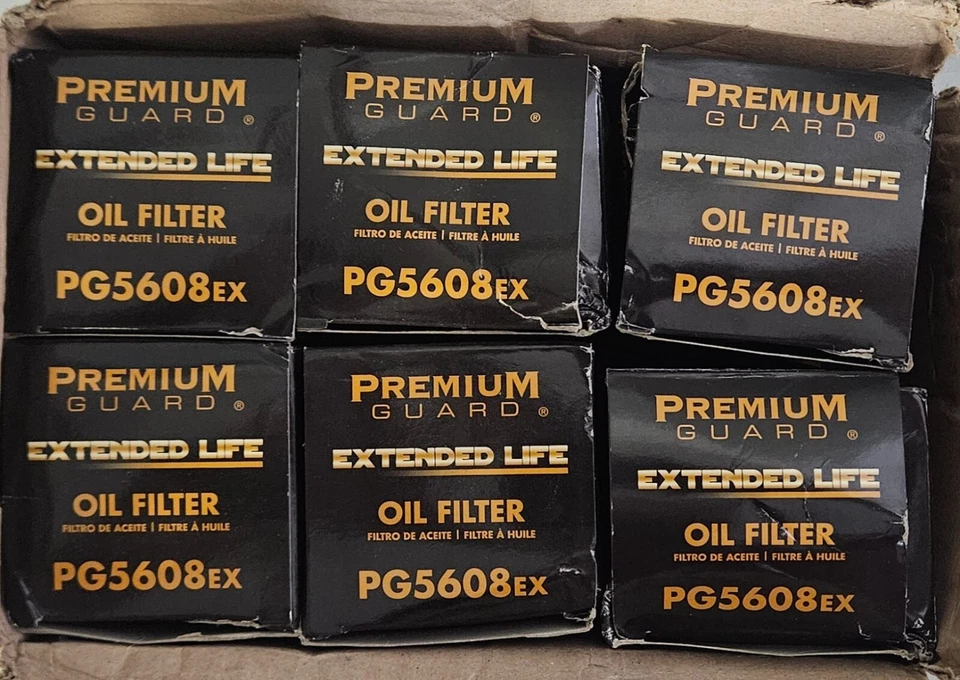 PREMIUM
GUARD ®
EXTENDED LIFE
OIL FILTER
FILTRO DE ACEITE | FILTRE À HUILE
PG5608EX
PREMIUM
GUARD ®
EXTENDED LIFE
OIL FILTER
FILTRO DE ACEITE | FILTRE À HUILE
PG5608EX
PREMIUM
GUARD ®
EXTENDED LIFE
OIL FILTER
FILTRO DE ACEITE | FILTRE À HUILE
PG5608EX
PREMIUM
GUARD ®
EXTENDED LIFE
OIL FILTER
FILTRO DE ACEITE | FILTRE À HUILE
PG5608EX
PREMIUM
GUARD ®
EXTENDED LIFE
OIL FILTER
FILTRO DE ACEITE | FILTRE À HUILE
PG5608EX
PREMIUM
GUARD ®
EXTENDED LIFE
OIL FILTER
FILTRO DE ACEITE | FILTRE À HUILE
PG5608EX